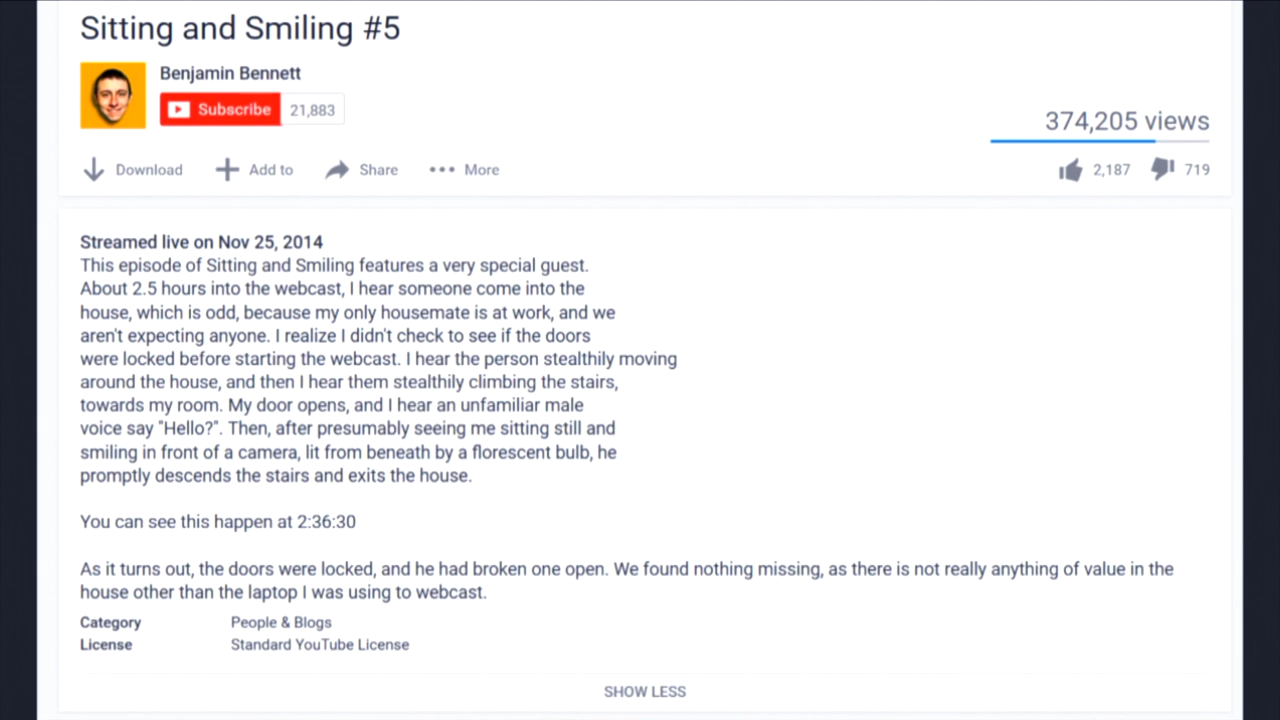 Sitting and Smiling #5
Benjamin Bennett
Subscribe 21,883
374,205 views
Download Add to Share More 2,187 719
Streamed live on Nov 25, 2014
This episode of Sitting and Smiling features a very special guest.
About 2.5 hours into the webcast, I hear someone come into the
house, which is odd, because my only housemate is at work, and we
aren't expecting anyone. I realize I didn't check to see if the doors
were locked before starting the webcast. I hear the person stealthily moving
around the house, and then I hear them stealthily climbing the stairs,
towards my room. My door opens, and I hear an unfamiliar male
voice say "Hello?". Then, after presumably seeing me sitting still and
smiling in front of a camera, lit from beneath by a florescent bulb, he
promptly descends the stairs and exits the house.
You can see this happen at 2:36:30
As it turns out, the doors were locked, and he had broken one open. We found nothing missing, as there is not really anything of value in the
house other than the laptop I was using to webcast.
Category People & Blogs
License Standard YouTube License
SHOW LESS